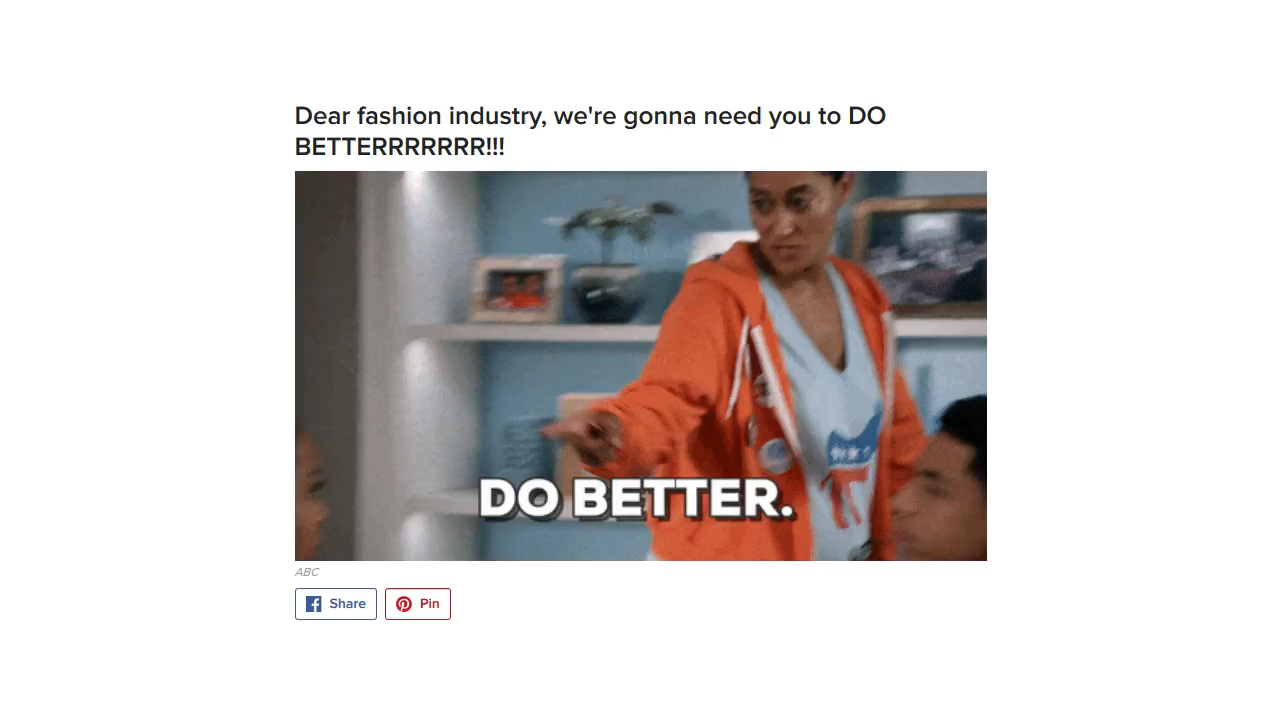 Dear fashion industry, we're gonna need you to DO
BETTERRRRRRR!!!
DO BETTER.
ABC
Share
Pin